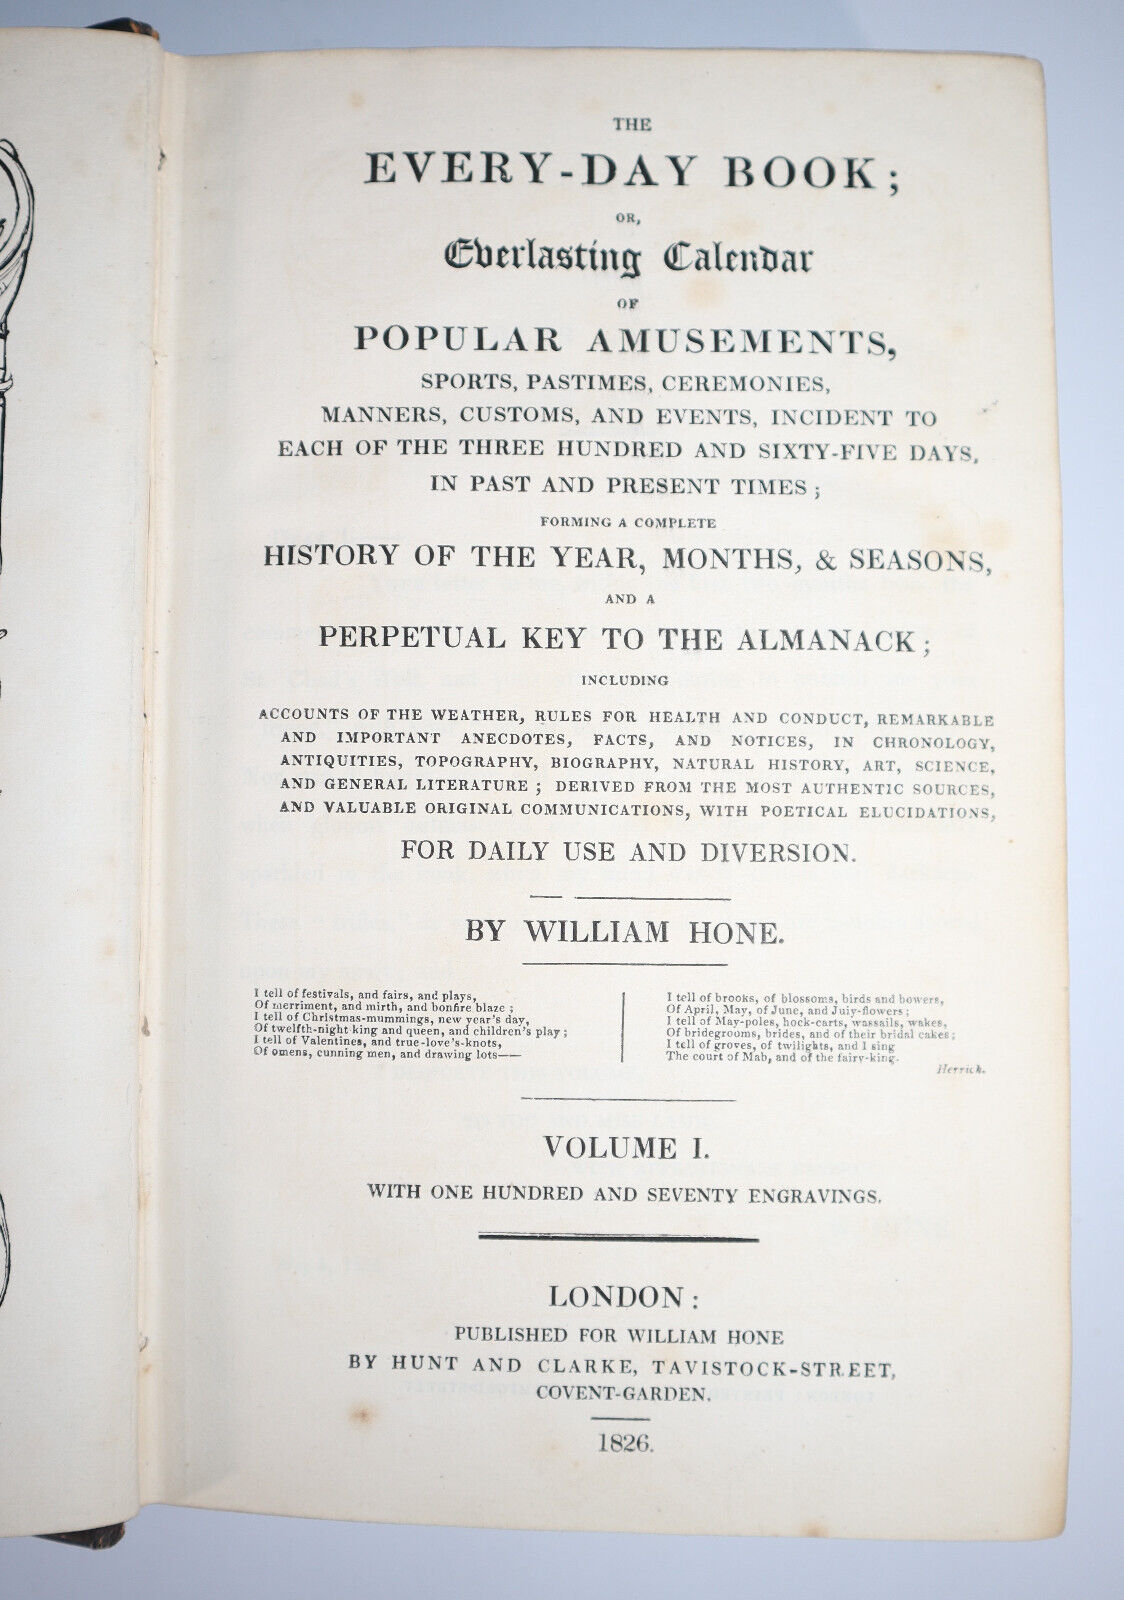 THE
EVERY-DAY BOOK;
OR,
Everlasting Calendar
OF
POPULAR AMUSEMENTS,
SPORTS, PASTIMES, CEREMONIES,
MANNERS, CUSTOMS, AND EVENTS, INCIDENT TO
EACH OF THE THREE HUNDRED AND SIXTY-FIVE DAYS,
IN PAST AND PRESENT TIMES;
FORMING A COMPLETE
HISTORY OF THE YEAR, MONTHS, & SEASONS,
AND A
PERPETUAL KEY TO THE ALMANACK;
INCLUDING
ACCOUNTS OF THE WEATHER, RULES FOR HEALTH AND CONDUCT, REMARKABLE
AND IMPORTANT ANECDOTES, FACTS, AND NOTICES, IN CHRONOLOGY,
ANTIQUITIES, TOPOGRAPHY, BIOGRAPHY, NATURAL HISTORY, ART, SCIENCE,
AND GENERAL LITERATURE; DERIVED FROM THE MOST AUTHENTIC SOURCES,
AND VALUABLE ORIGINAL COMMUNICATIONS, WITH POETICAL ELUCIDATIONS,
FOR DAILY USE AND DIVERSION.
BY WILLIAM HONE.
I tell of festivals, and fairs, and plays,
Of merriment, and mirth, and bonfire blaze;
I tell of Christmas-mummings, new year's day,
Of twelfth-night king and queen, and children's play;
I tell of Valentines, and true-love's-knots,
Of omens, cunning men, and drawing lots——
I tell of brooks, of blossoms, birds and bowers,
Of April, May, of June, and July-flowers;
I tell of May-poles, hock-carts, wassails, wakes,
Of bridegrooms, brides, and of their bridal cakes;
I tell of groves, of twilights, and I sing
The court of Mab, and of the fairy-king.
Herrick.
VOLUME I.
WITH ONE HUNDRED AND SEVENTY ENGRAVINGS.
LONDON:
PUBLISHED FOR WILLIAM HONE
BY HUNT AND CLARKE, TAVISTOCK-STREET,
COVENT-GARDEN.
1826.